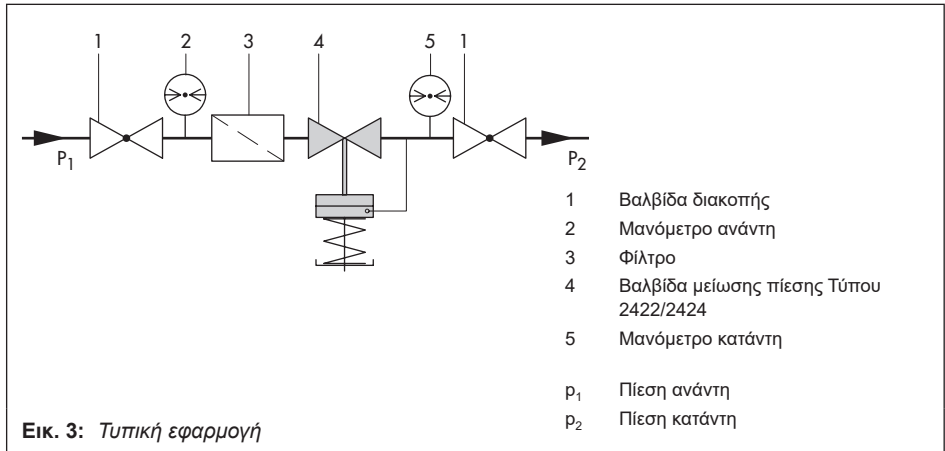 1 2 3 4 5 1
P1 P2
1 Βαλβίδα διακοπής
2 Μανόμετρο ανάντη
3 Φίλτρο
4 Βαλβίδα μείωσης πίεσης Τύπου
2422/2424
5 Μανόμετρο κατάντη
p1 Πίεση ανάντη
p2 Πίεση κατάντη
Εικ. 3: Τυπική εφαρμογή